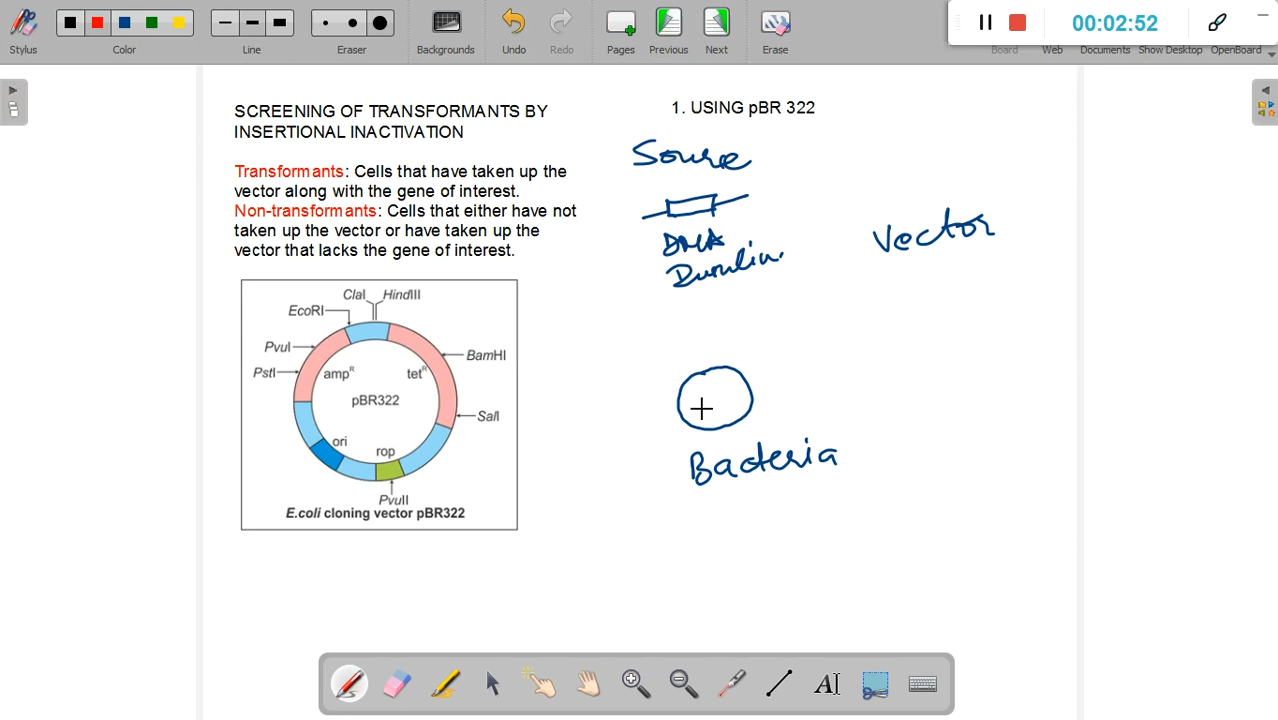 00:02:52
Stylus
Color
Line
Eraser
Backgrounds
Undo
Redo
Pages
Previous
Next
Erase
Board
Web
Documents
Show Desktop
OpenBoard
SCREENING OF TRANSFORMANTS BY
INSERTIONAL INACTIVATION
Transformants: Cells that have taken up the
vector along with the gene of interest.
Non-transformants: Cells that either have not
taken up the vector or have taken up the
vector that lacks the gene of interest.
ClaI
HindIII
EcoRI
PvuI
BamHI
PstI
amp^R
tet^R
pBR322
SalI
ori
rop
PvuII
E.coli cloning vector pBR322
1. USING pBR 322
Source
DNA
Vector
Bacteria
AI